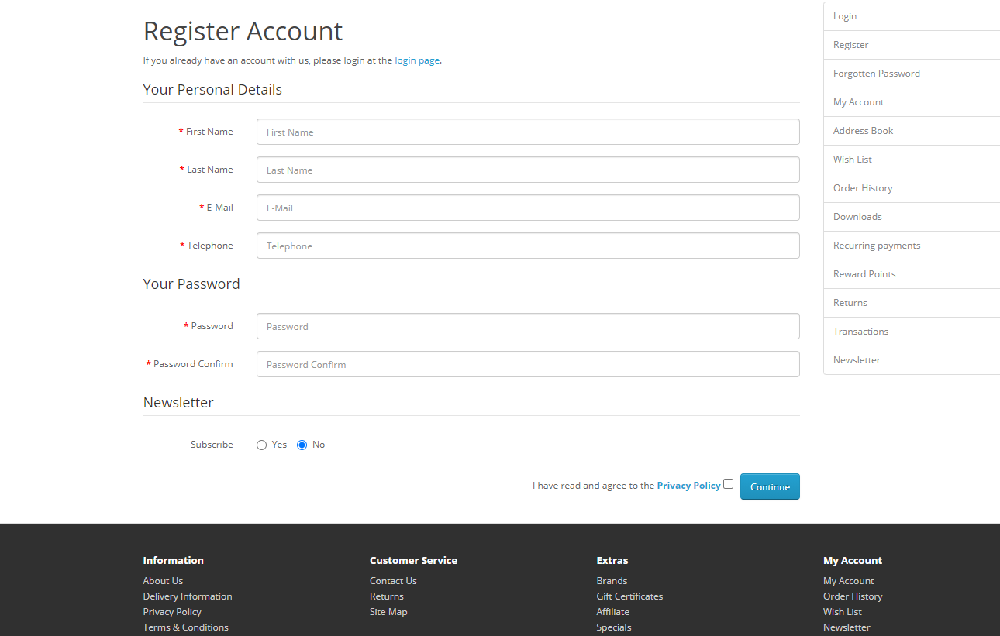 Register Account
If you already have an account with us, please login at the login page.
Your Personal Details
* First Name
First Name
* Last Name
Last Name
* E-Mail
E-Mail
* Telephone
Telephone
Your Password
* Password
Password
* Password Confirm
Password Confirm
Newsletter
Subscribe
Yes
No
I have read and agree to the Privacy Policy
Continue
Login
Register
Forgotten Password
My Account
Address Book
Wish List
Order History
Downloads
Recurring payments
Reward Points
Returns
Transactions
Newsletter
Information
About Us
Delivery Information
Privacy Policy
Terms & Conditions
Customer Service
Contact Us
Returns
Site Map
Extras
Brands
Gift Certificates
Affiliate
Specials
My Account
My Account
Order History
Wish List
Newsletter